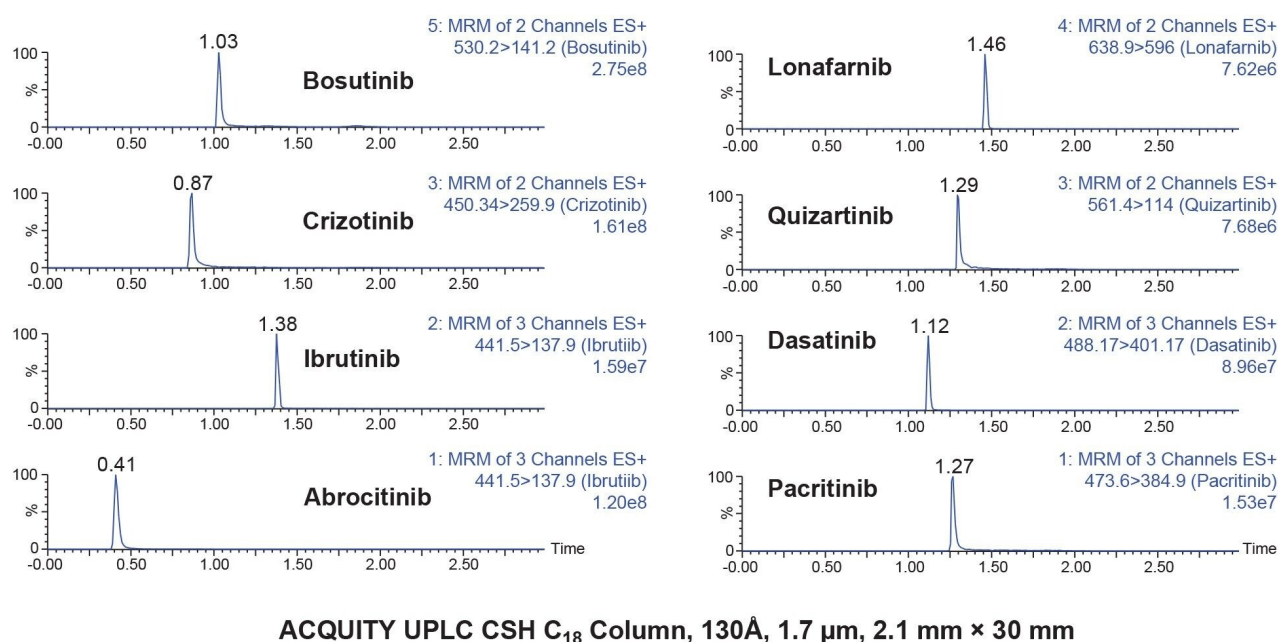 5: MRM of 2 Channels ES+
530.2>141.2 (Bosutinib)
2.75e8
1.03
Bosutinib
100
%
0
-0.00 0.50 1.00 1.50 2.00 2.50
3: MRM of 2 Channels ES+
450.34>259.9 (Crizotinib)
1.61e8
0.87
Crizotinib
100
%
0
-0.00 0.50 1.00 1.50 2.00 2.50
2: MRM of 3 Channels ES+
441.5>137.9 (Ibrutiib)
1.59e7
1.38
Ibrutinib
100
%
0
-0.00 0.50 1.00 1.50 2.00 2.50
1: MRM of 3 Channels ES+
441.5>137.9 (Ibrutiib)
1.20e8
0.41
Abrocitinib
100
%
0
Time
-0.00 0.50 1.00 1.50 2.00 2.50
4: MRM of 2 Channels ES+
638.9>596 (Lonafarnib)
7.62e6
1.46
Lonafarnib
100
%
0
-0.00 0.50 1.00 1.50 2.00 2.50
3: MRM of 2 Channels ES+
561.4>114 (Quizartinib)
7.68e6
1.29
Quizartinib
100
%
0
-0.00 0.50 1.00 1.50 2.00 2.50
2: MRM of 3 Channels ES+
488.17>401.17 (Dasatinib)
8.96e7
1.12
Dasatinib
100
%
0
-0.00 0.50 1.00 1.50 2.00 2.50
1: MRM of 3 Channels ES+
473.6>384.9 (Pacritinib)
1.53e7
1.27
Pacritinib
100
%
0
Time
-0.00 0.50 1.00 1.50 2.00 2.50
ACQUITY UPLC CSH C₁₈ Column, 130Å, 1.7 µm, 2.1 mm × 30 mm